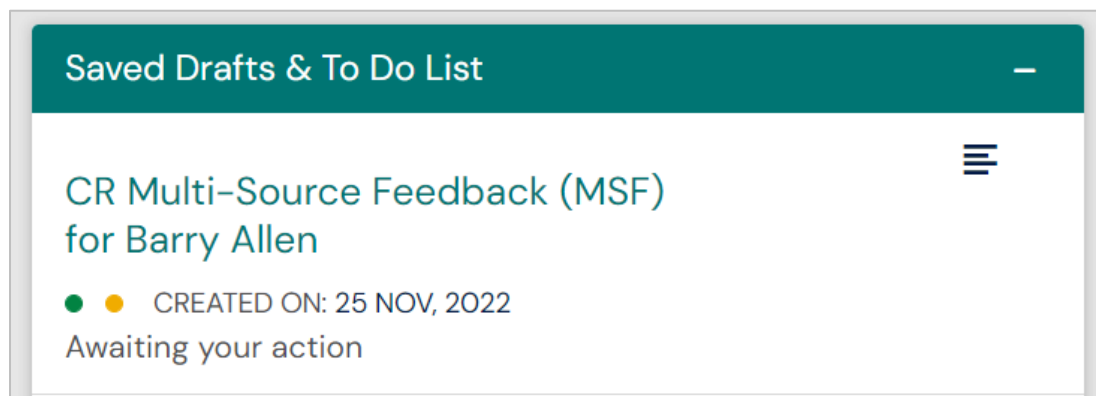 Saved Drafts & To Do List
CR Multi-Source Feedback (MSF)
for Barry Allen
CREATED ON: 25 NOV, 2022
Awaiting your action